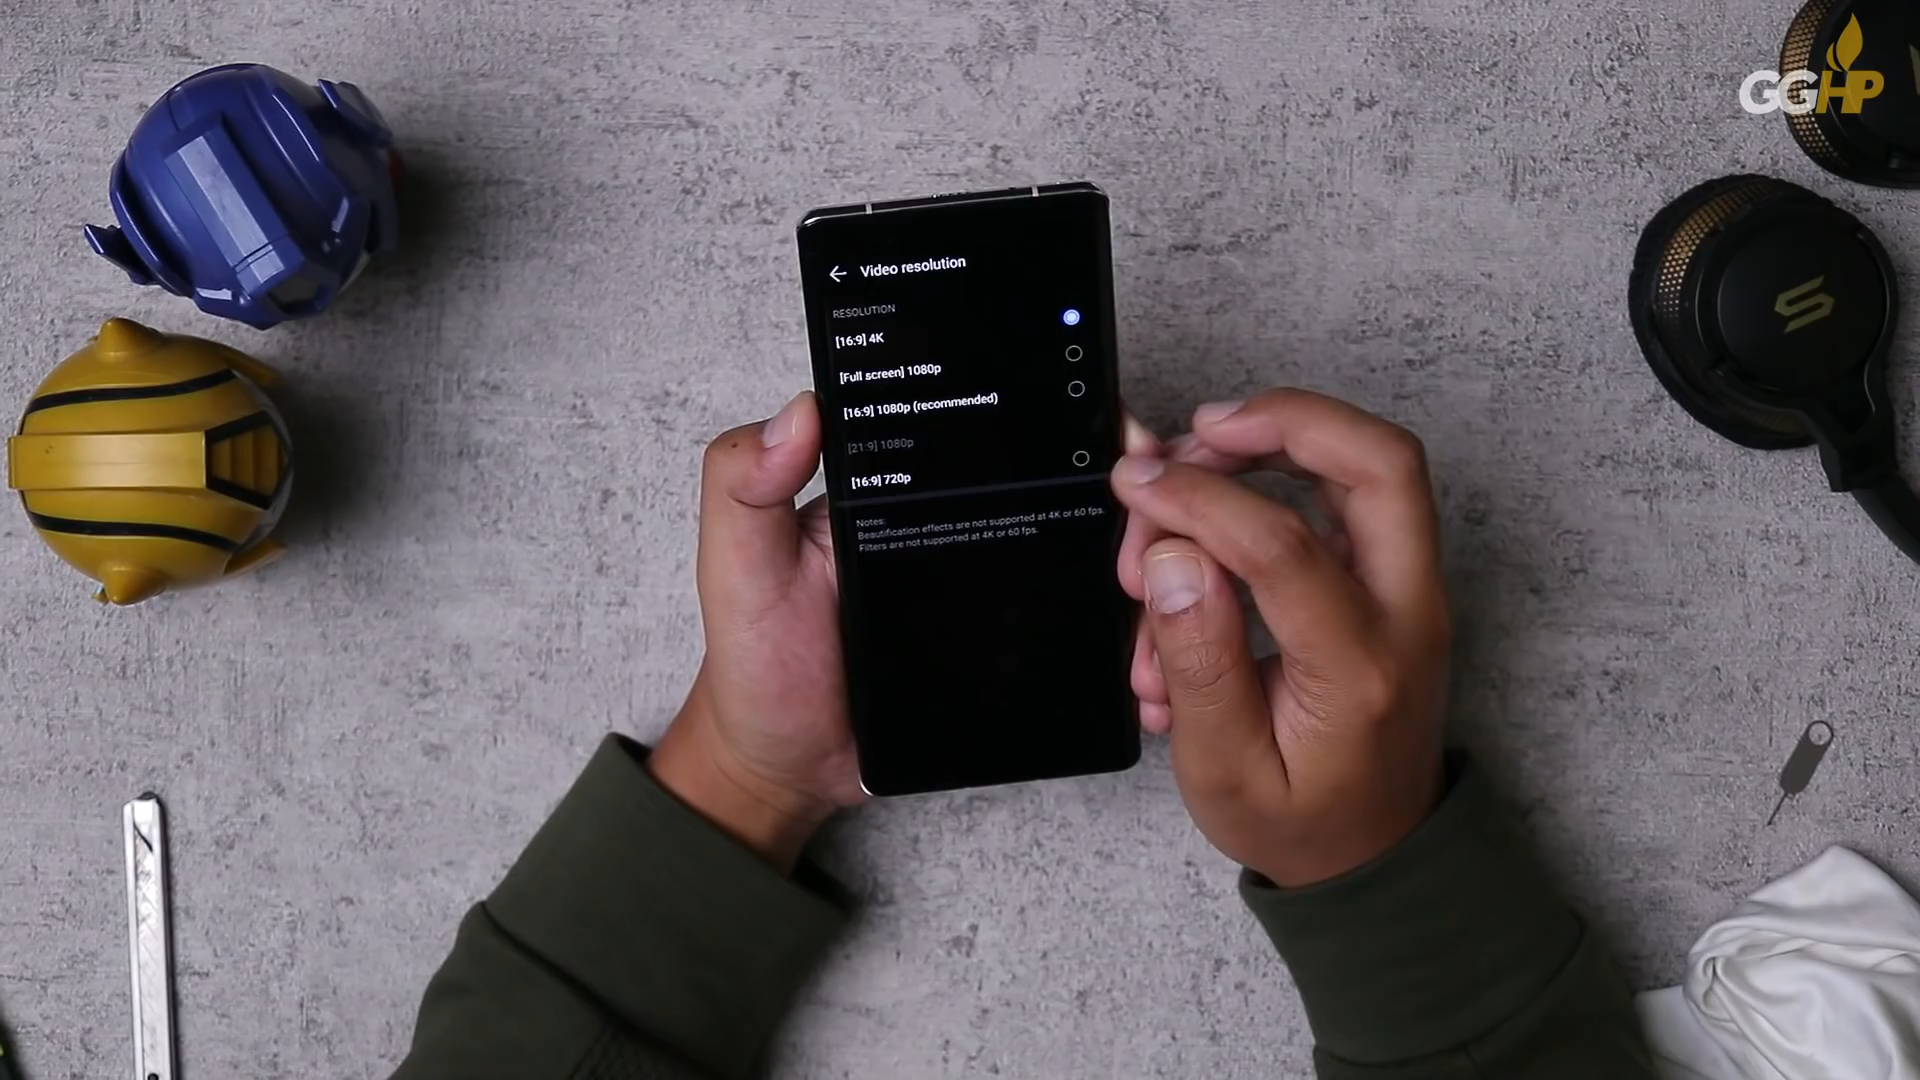 GGHP
Video resolution
RESOLUTION
[16:9] 4K
[Full screen] 1080p
[16:9] 1080p (recommended)
[21:9] 1080p
[16:9] 720p
Notes:
Beautification effects are not supported at 4K or 60 fps.
Filters are not supported at 4K or 60 fps.